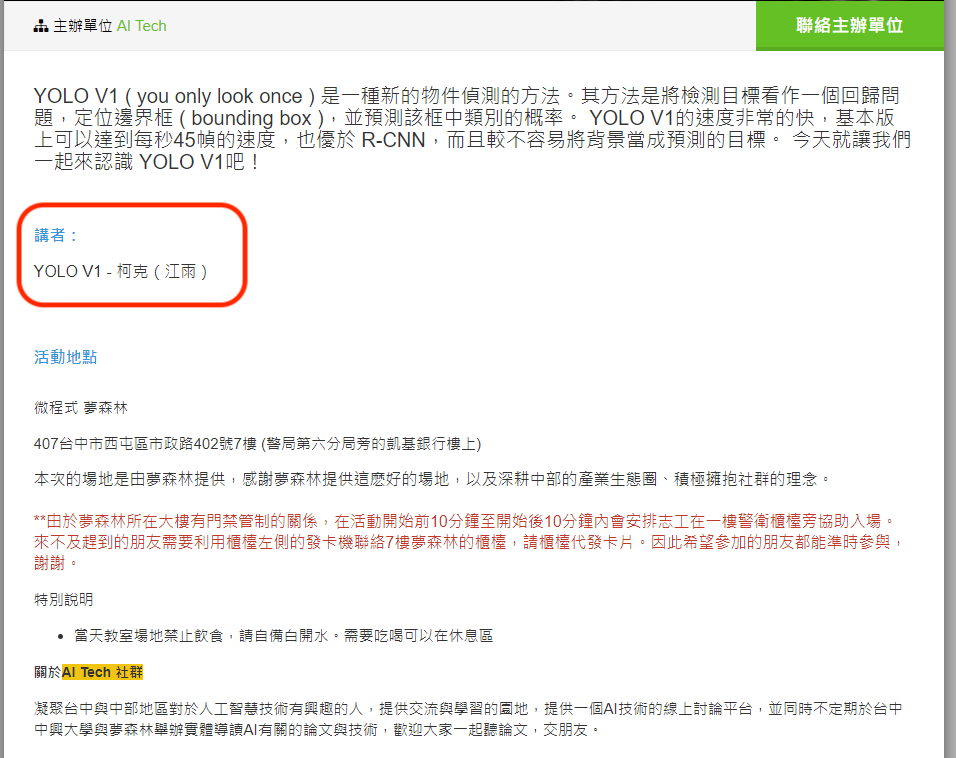 主辦單位 AI Tech
聯絡主辦單位
YOLO V1 ( you only look once ) 是一種新的物件偵測的方法。其方法是將檢測目標看作一個回歸問
題，定位邊界框 ( bounding box )，並預測該框中類別的概率。 YOLO V1的速度非常的快，基本版
上可以達到每秒45幀的速度，也優於 R-CNN，而且較不容易將背景當成預測的目標。 今天就讓我們
一起來認識 YOLO V1吧！
講者：
YOLO V1 - 柯克（江雨）
活動地點
微程式 夢森林
407台中市西屯區市政路402號7樓 (警局第六分局旁的凱基銀行樓上)
本次的場地是由夢森林提供，感謝夢森林提供這麼好的場地，以及深耕中部的產業生態圈、積極擁抱社群的理念。
**由於夢森林所在大樓有門禁管制的關係，在活動開始前10分鐘至開始後10分鐘內會安排志工在一樓警衛櫃檯旁協助入場。
來不及趕到的朋友需要利用櫃檯左側的發卡機聯絡7樓夢森林的櫃檯，請櫃檯代發卡片。因此希望參加的朋友都能準時參與，
謝謝。
特別說明
• 當天教室場地禁止飲食，請自備白開水。需要吃喝可以在休息區
關於AI Tech 社群
凝聚台中與中部地區對於人工智慧技術有興趣的人，提供交流與學習的園地，提供一個AI技術的線上討論平台，並同時不定期於台中
中興大學與夢森林舉辦實體導讀AI有關的論文與技術，歡迎大家一起聽論文，交朋友。